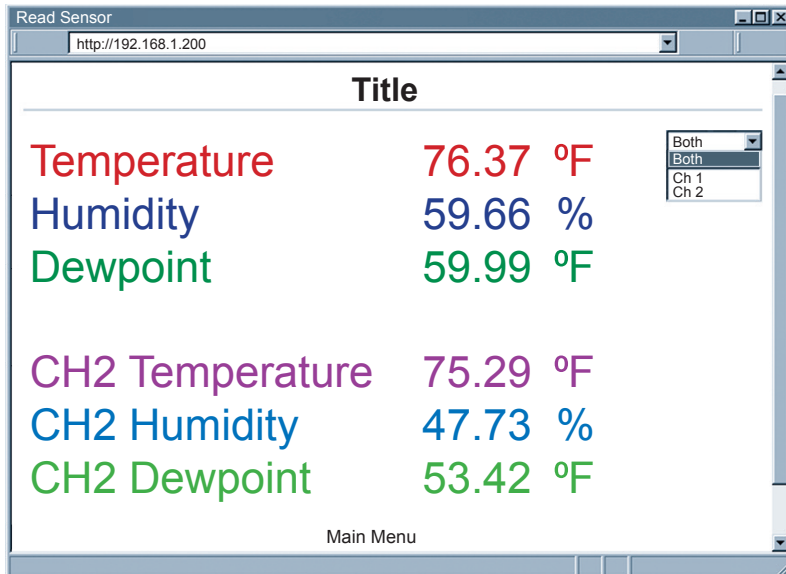 Read Sensor
http://192.168.1.200
Title
Temperature 76.37 ºF
Humidity 59.66 %
Dewpoint 59.99 ºF
Both
Both
Ch 1
Ch 2
CH2 Temperature 75.29 ºF
CH2 Humidity 47.73 %
CH2 Dewpoint 53.42 ºF
Main Menu